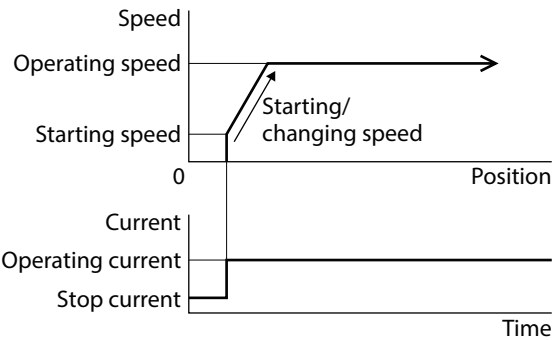 Speed
Operating speed
Starting/
changing speed
Starting speed
0
Position
Current
Operating current
Stop current
Time